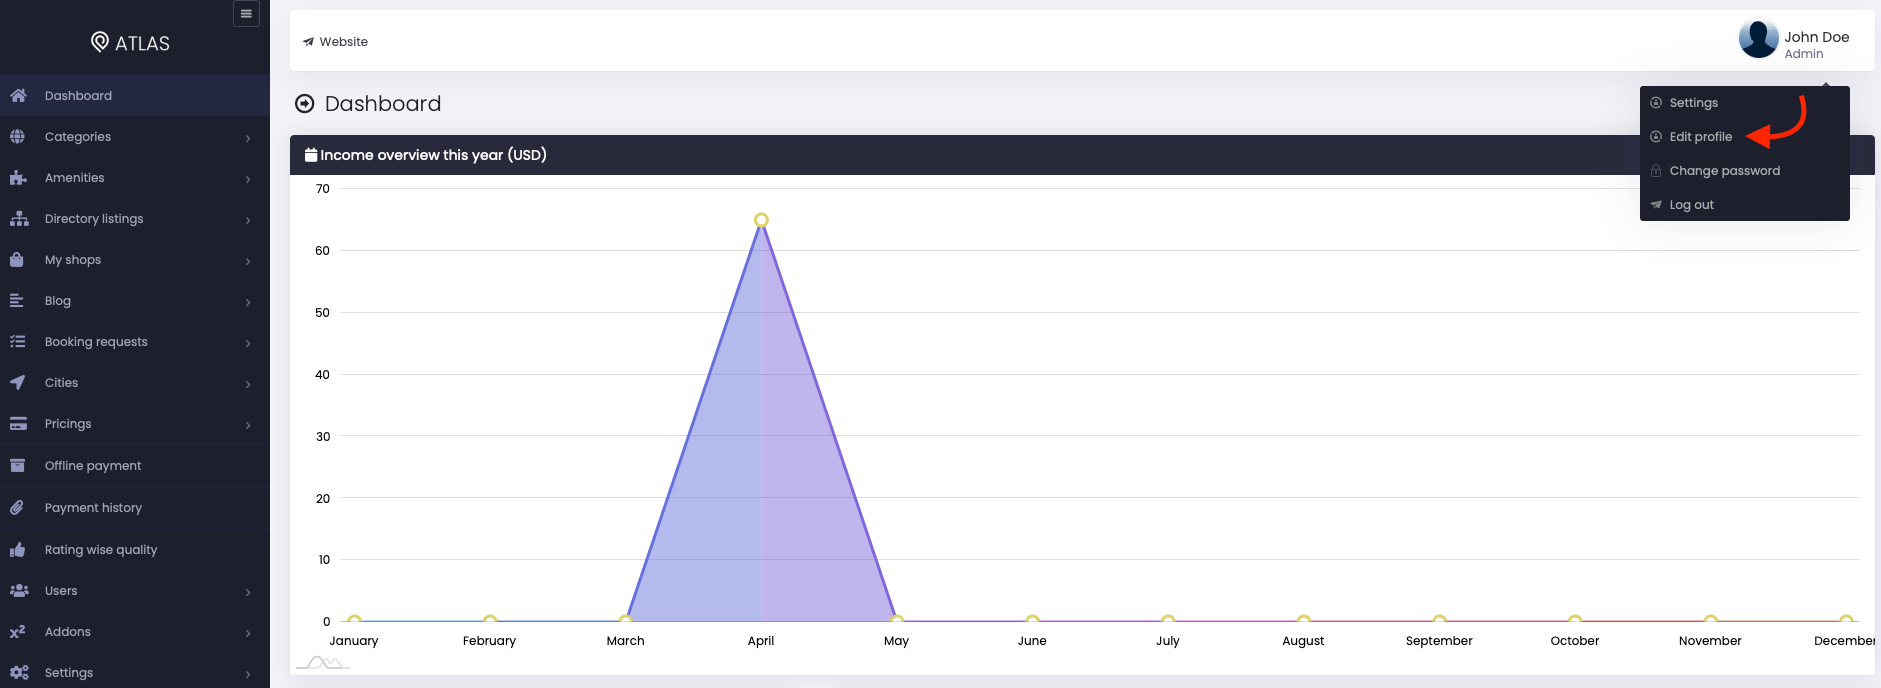 ATLAS
Dashboard
Categories
Amenities
Directory listings
My shops
Blog
Booking requests
Cities
Pricings
Offline payment
Payment history
Rating wise quality
Users
Addons
Settings
Website
John Doe
Admin
Dashboard
Settings
Edit profile
Change password
Log out
Income overview this year (USD)
70
60
50
40
30
20
10
0
January February March April May June July August September October November December